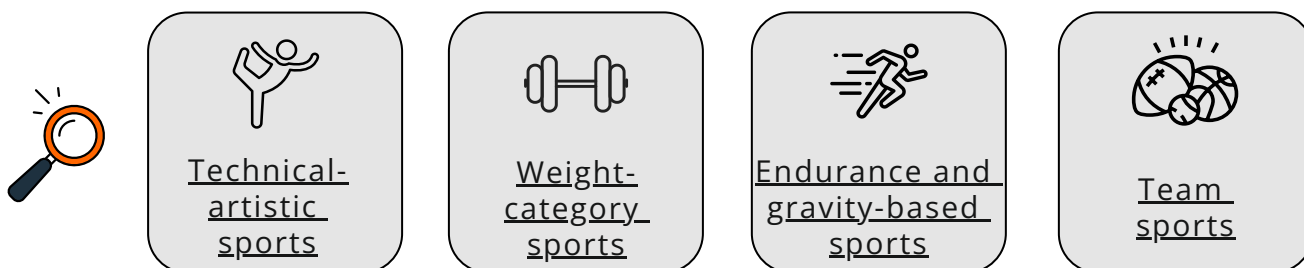 Technical-
artistic
sports
Weight-
category
sports
Endurance and
gravity-based
sports
Team
sports